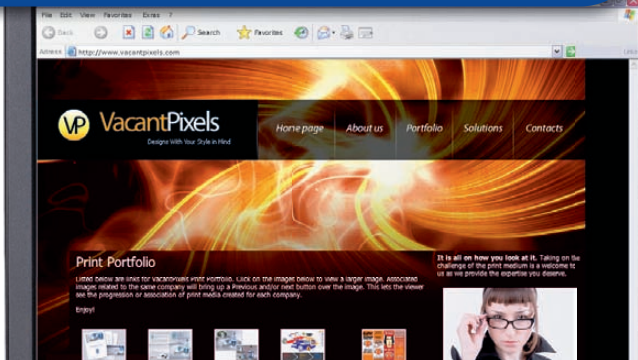 File Edit View Favorites Extras ?
Back Search Favorites
Adress http://www.vacantpixels.com Links
VP VacantPixels
Designs With Your Style in Mind
Home page About us Portfolio Solutions Contacts
Print Portfolio
Listed below are links for VacantPixels Print Portfolio. Click on the images below to view a larger image. Associated
images related to the same company will bring up a Previous and/or next button over the image. This lets the viewer
see the progression or association of print media created for each company.
Enjoy!
It is all on how you look at it. Taking on the
challenge of the print medium is a welcome to
us as we provide the expertise you deserve.